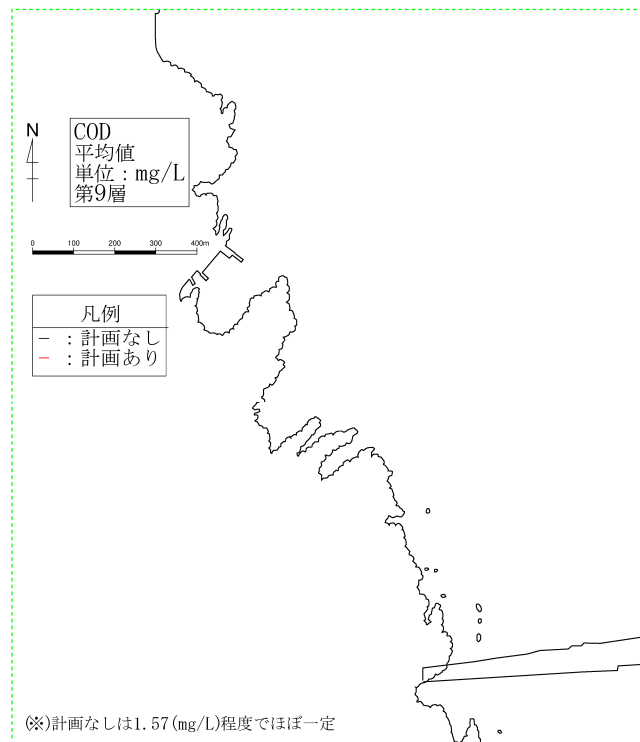 N
COD
平均値
単位：mg/L
第9層
0 100 200 300 400m
凡例
－ ：計画なし
－ ：計画あり
(※)計画なしは1.57(mg/L)程度でほぼ一定